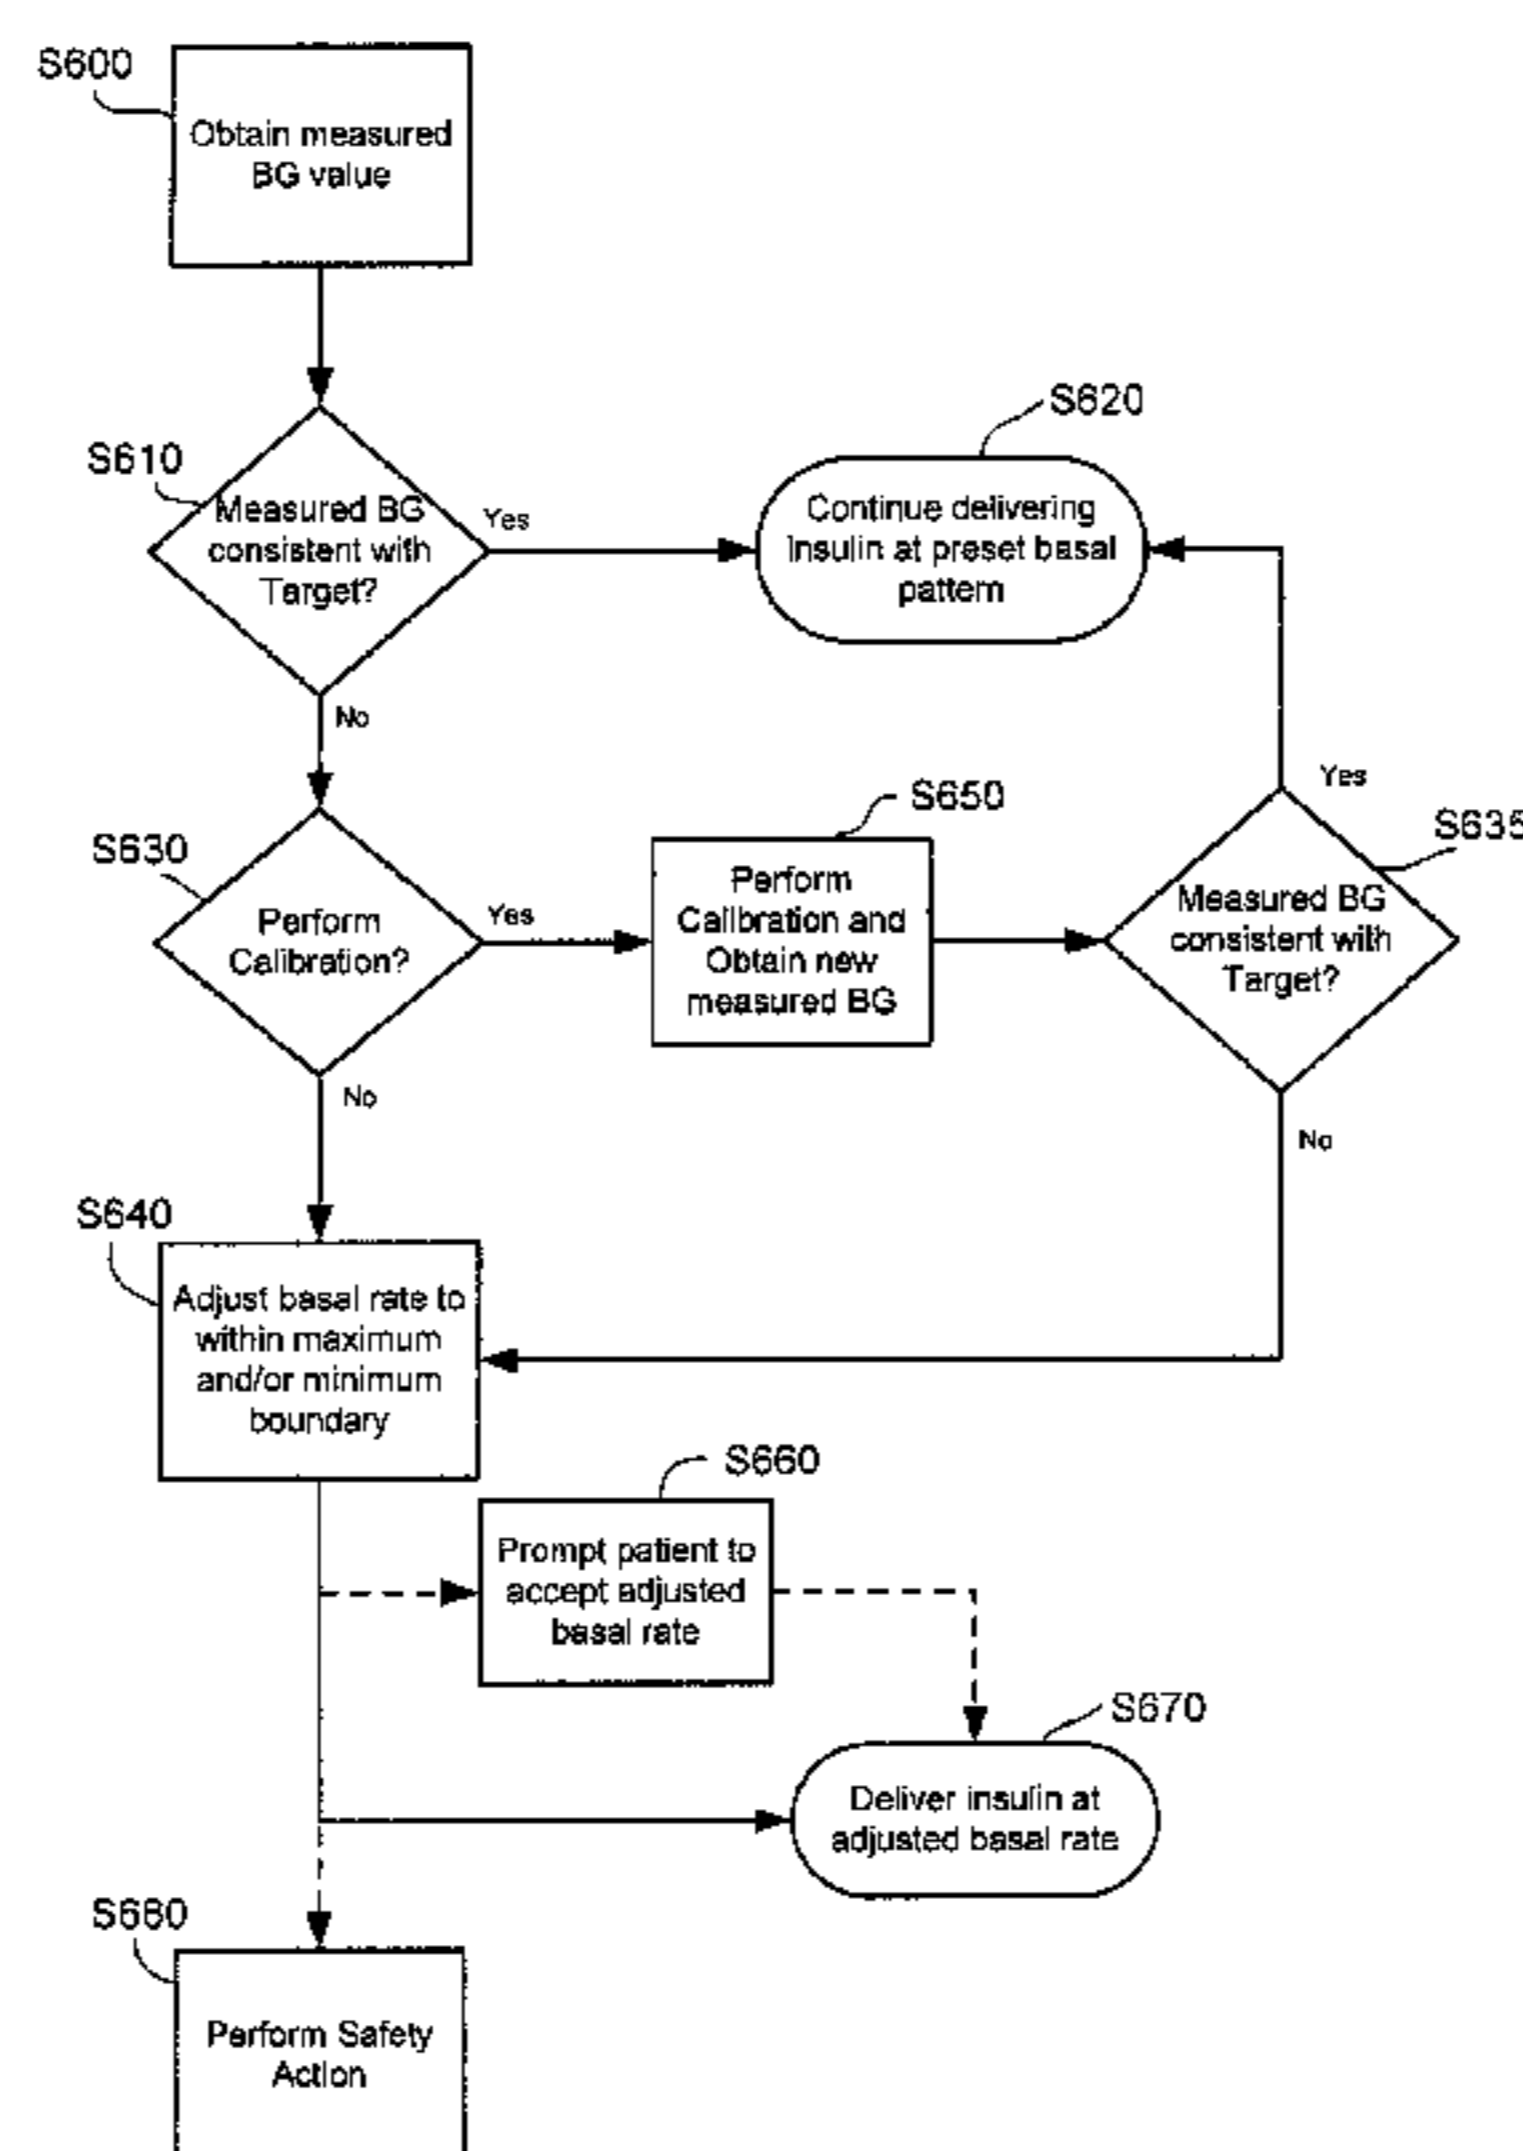 S600
Obtain measured
BG value
S610
Measured BG
consistent with
Target?
Yes
No
S620
Continue delivering
insulin at preset basal
pattern
S630
Perform
Calibration?
Yes
No
S650
Perform
Calibration and
Obtain new
measured BG
S635
Measured BG
consistent with
Target?
Yes
No
S640
Adjust basal rate to
within maximum
and/or minimum
boundary
S660
Prompt patient to
accept adjusted
basal rate
S670
Deliver insulin at
adjusted basal rate
S680
Perform Safety
Action